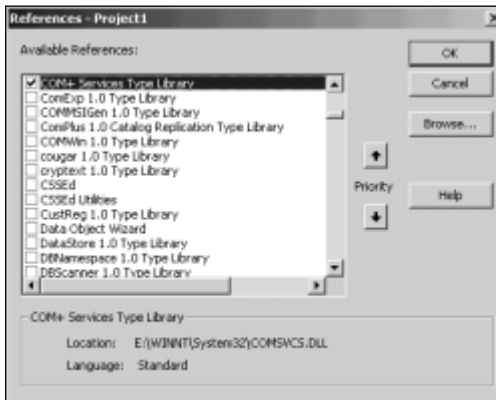 References - Project1
Available References:
OK
COM+ Services Type Library
ComExp 1.0 Type Library
Cancel
COMMSIGen 1.0 Type Library
ComPlus 1.0 Catalog Replication Type Library
COMWin 1.0 Type Library
Browse...
cougar 1.0 Type Library
cryptext 1.0 Type Library
CSSEd
Priority
CSSEd Utilities
Help
CustReg 1.0 Type Library
Data Object Wizard
DataStore 1.0 Type Library
DBNamespace 1.0 Type Library
DBScanner 1.0 Type Library
COM+ Services Type Library
Location: E:\WINNT\System32\COMSVCS.DLL
Language: Standard